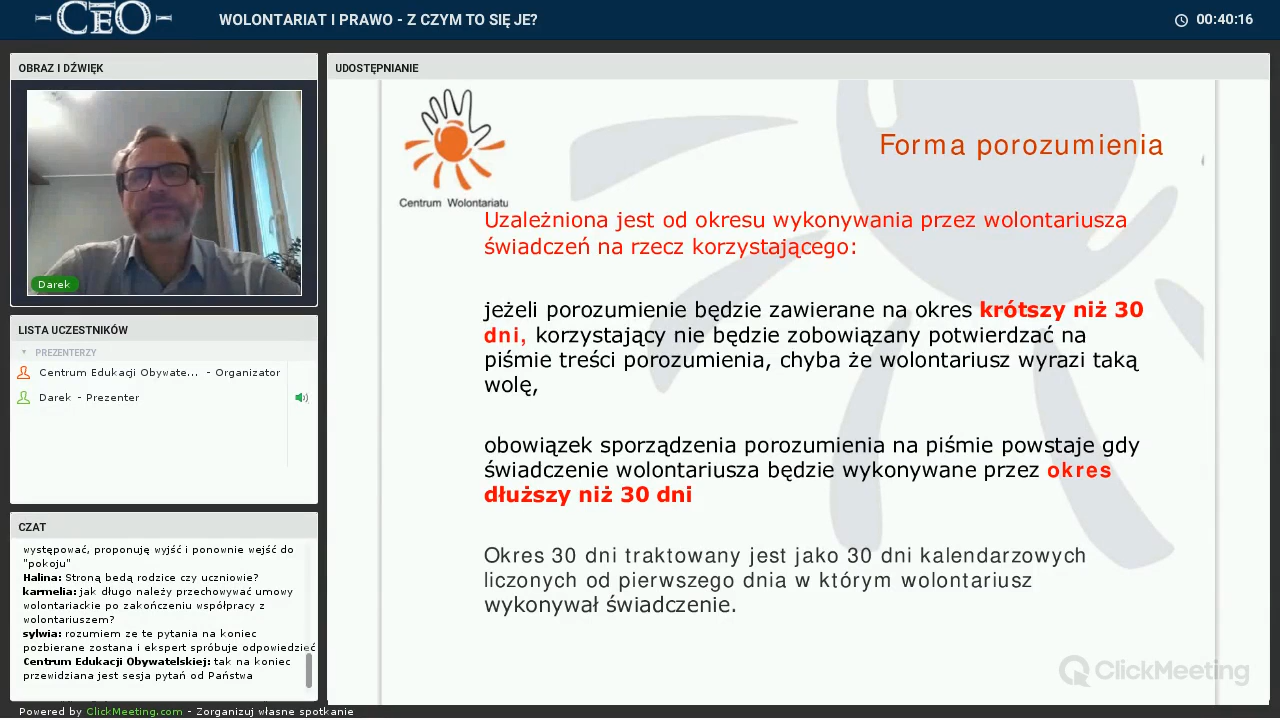 CEO
WOLONTARIAT I PRAWO - Z CZYM TO SIĘ JE?
00:40:16
OBRAZ I DŹWIĘK
Darek
LISTA UCZESTNIKÓW
PREZENTERZY
Centrum Edukacji Obywate... - Organizator
Darek - Prezenter
CZAT
występować, proponuję wyjść i ponownie wejść do
"pokoju"
Halina: Stroną bedą rodzice czy uczniowie?
karmelia: jak długo należy przechowywać umowy
wolontariackie po zakończeniu współpracy z
wolontariuszem?
sylwia: rozumiem ze te pytania na koniec
pozbierane zostana i ekspert spróbuje odpowiedzieć
Centrum Edukacji Obywatelskiej: tak na koniec
przewidziana jest sesja pytań od Państwa
Powered by ClickMeeting.com - Zorganizuj własne spotkanie
UDOSTĘPNIANIE
Centrum Wolontariatu
Forma porozumienia
Uzależniona jest od okresu wykonywania przez wolontariusza
świadczeń na rzecz korzystającego:
jeżeli porozumienie będzie zawierane na okres krótszy niż 30
dni, korzystający nie będzie zobowiązany potwierdzać na
piśmie treści porozumienia, chyba że wolontariusz wyrazi taką
wolę,
obowiązek sporządzenia porozumienia na piśmie powstaje gdy
świadczenie wolontariusza będzie wykonywane przez okres
dłuższy niż 30 dni
Okres 30 dni traktowany jest jako 30 dni kalendarzowych
liczonych od pierwszego dnia w którym wolontariusz
wykonywał świadczenie.
ClickMeeting